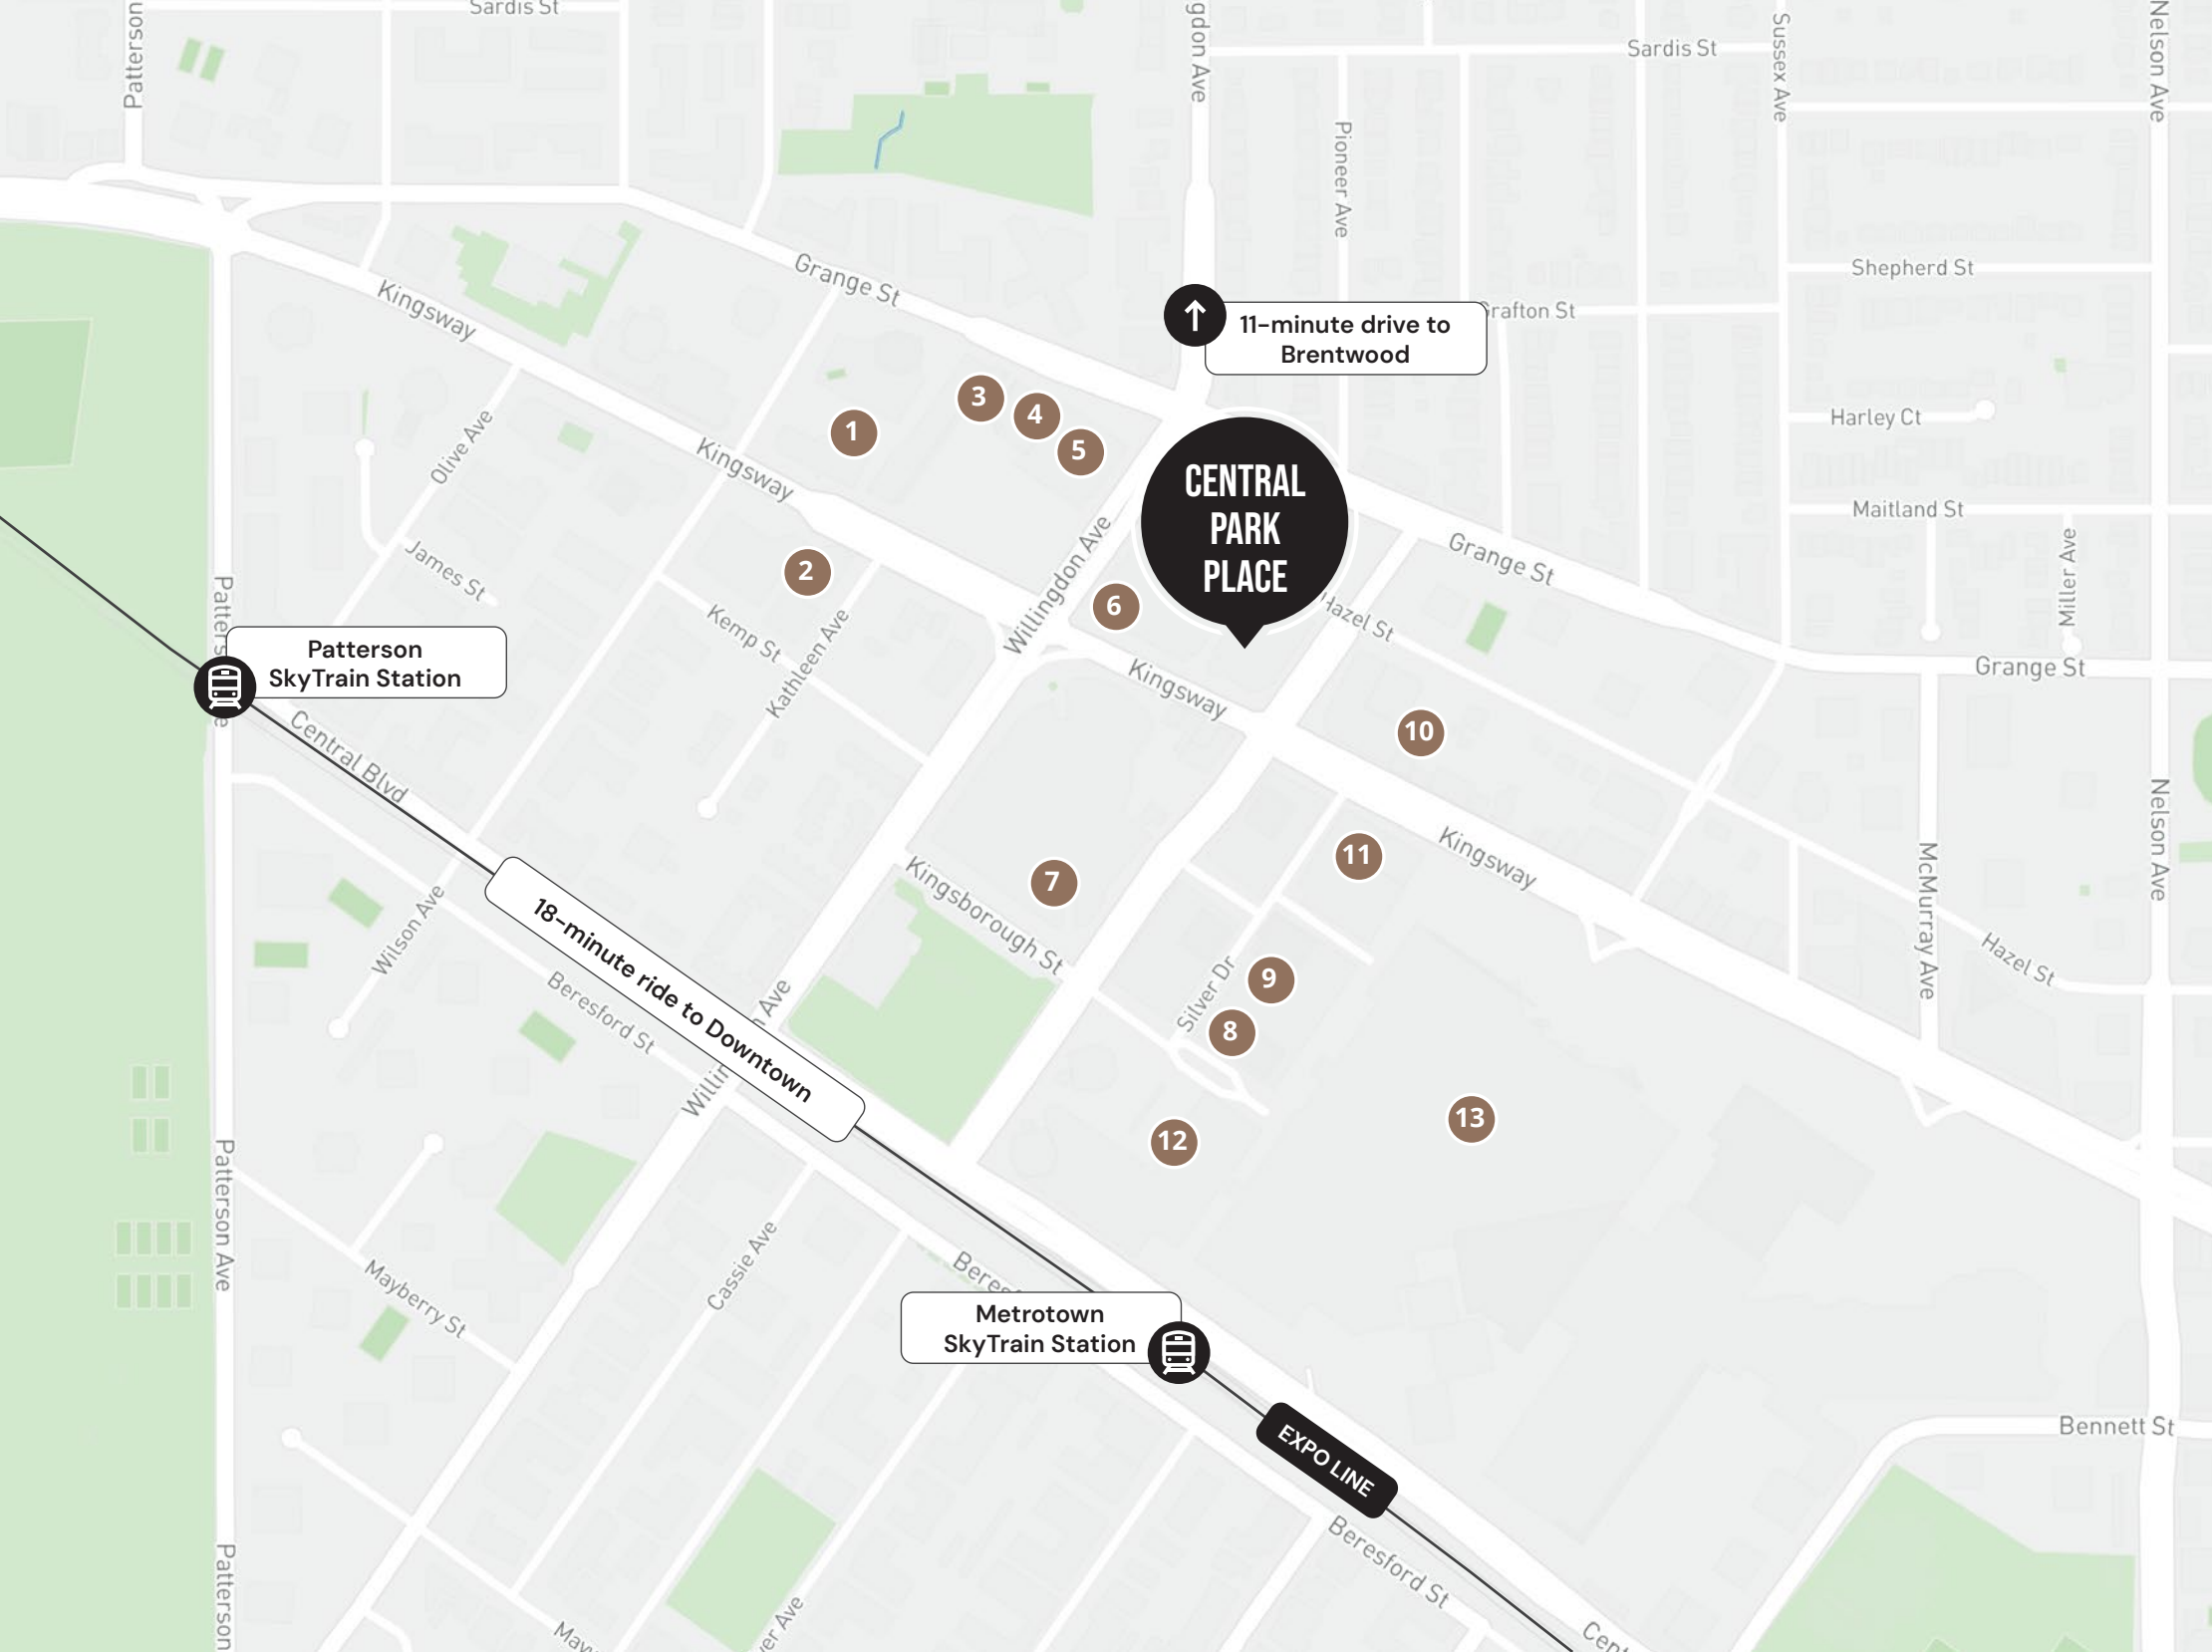 Sardis St
Patterson
gdon Ave
Sardis St
Sussex Ave
Nelson Ave
Pioneer Ave
Grange St
Kingsway
Shepherd St
11-minute drive to
Brentwood
Grafton St
3
4
5
1
Olive Ave
Kingsway
Harley Ct
CENTRAL
PARK
PLACE
Maitland St
Miller Ave
Grange St
James St
2
Willingdon Ave
6
Hazel St
Kemp St
Kathleen Ave
Patterson
SkyTrain Station
Grange St
Kingsway
Central Blvd
10
Nelson Ave
11
Kingsway
McMurray Ave
7
Kingsborough St
Wilson Ave
18-minute ride to Downtown
Hazel St
Silver Dr
9
8
Beresford St
12
13
Patterson Ave
Mayberry St
Cassie Ave
Metrotown
SkyTrain Station
EXPO LINE
Bennett St
Beresford St
Patterson